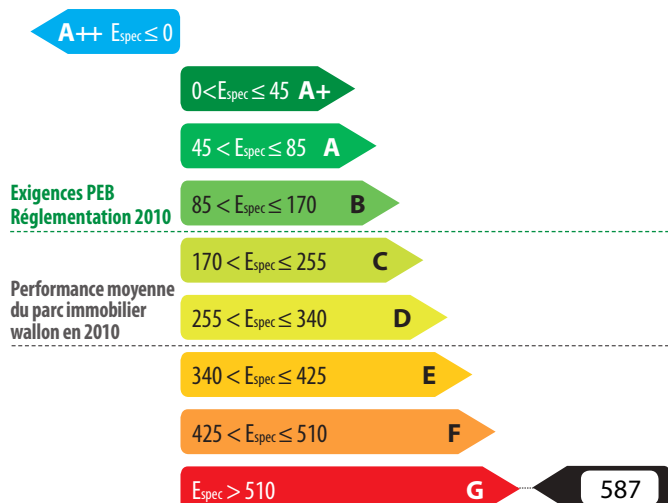 A++ Espec ≤ 0
0<Espec ≤ 45 A+
45 < Espec ≤ 85 A
Exigences PEB
Réglementation 2010
85 < Espec ≤ 170 B
170 < Espec ≤ 255 C
Performance moyenne
du parc immobilier
wallon en 2010
255 < Espec ≤ 340 D
340 < Espec ≤ 425 E
425 < Espec ≤ 510 F
Espec > 510 G 587